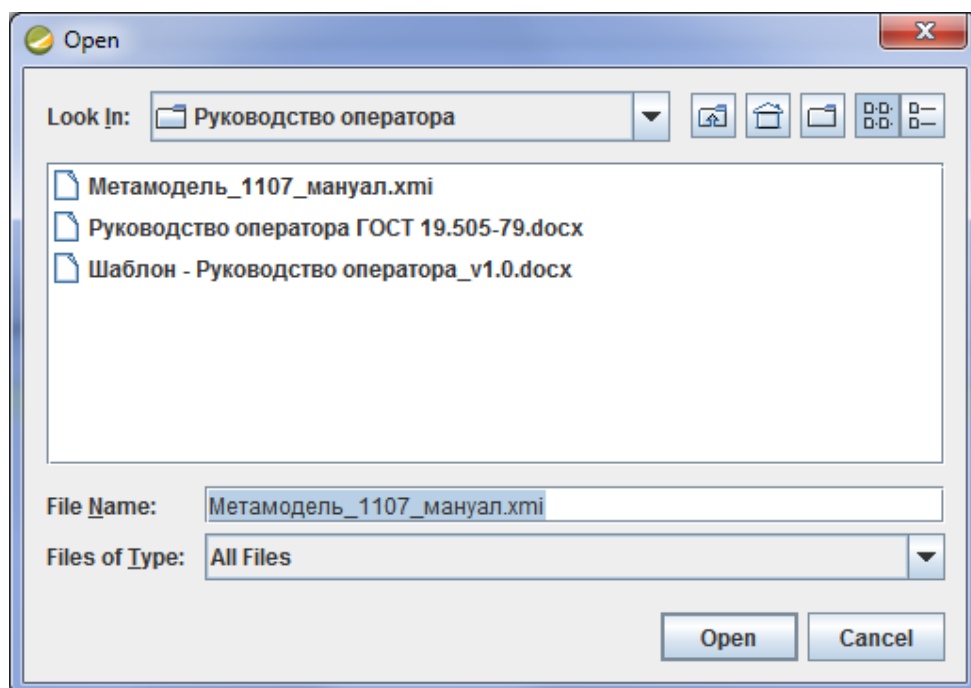 Open
Look In: Руководство оператора
Метамодель_1107_мануал.xmi
Руководство оператора ГОСТ 19.505-79.docx
Шаблон - Руководство оператора_v1.0.docx
File Name: Метамодель_1107_мануал.xmi
Files of Type: All Files
Open Cancel